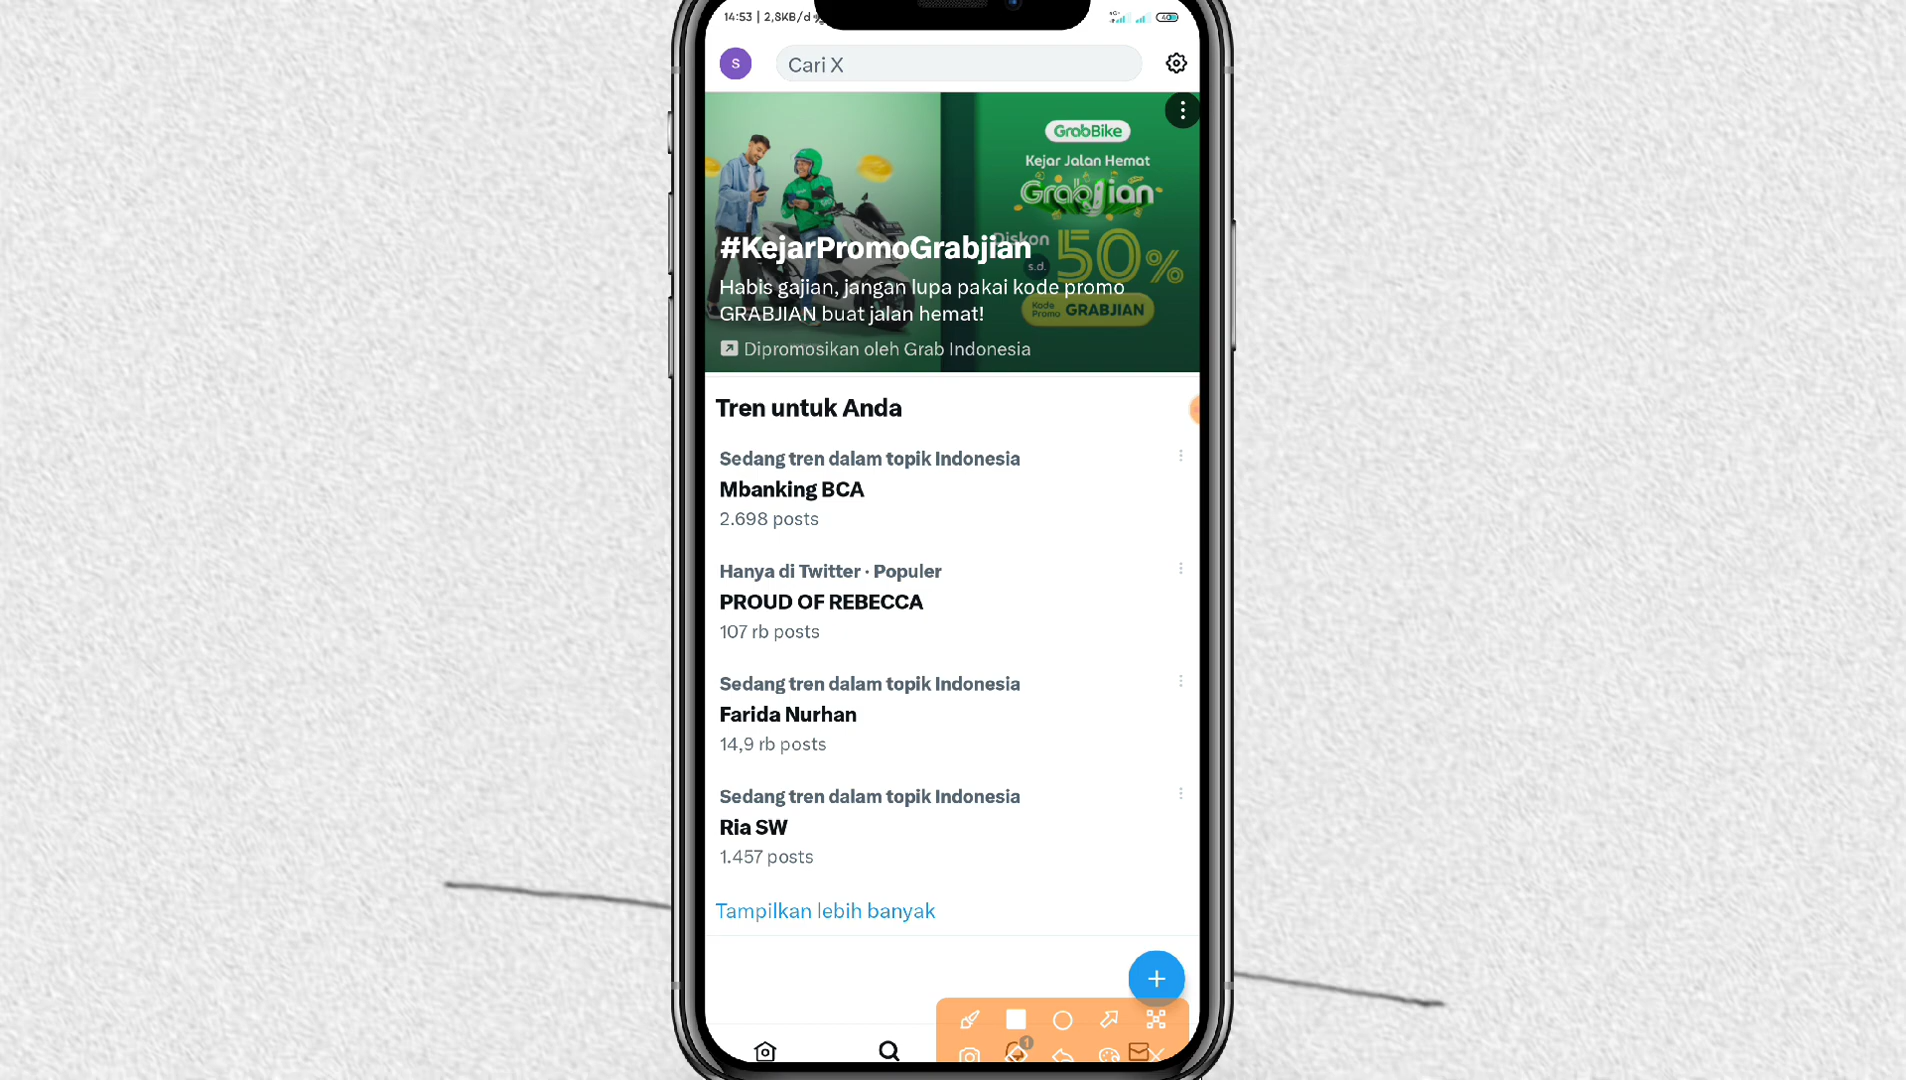 14:53 | 2,8KB/d
S
Cari X
GrabBike
Kejar Jalan Hemat
GrabJian
Diskon
s.d. 50%
Kode Promo GRABJIAN
#KejarPromoGrabjian
Habis gajian, jangan lupa pakai kode promo
GRABJIAN buat jalan hemat!
Dipromosikan oleh Grab Indonesia
Tren untuk Anda
Sedang tren dalam topik Indonesia
Mbanking BCA
2.698 posts
Hanya di Twitter · Populer
PROUD OF REBECCA
107 rb posts
Sedang tren dalam topik Indonesia
Farida Nurhan
14,9 rb posts
Sedang tren dalam topik Indonesia
Ria SW
1.457 posts
Tampilkan lebih banyak
1